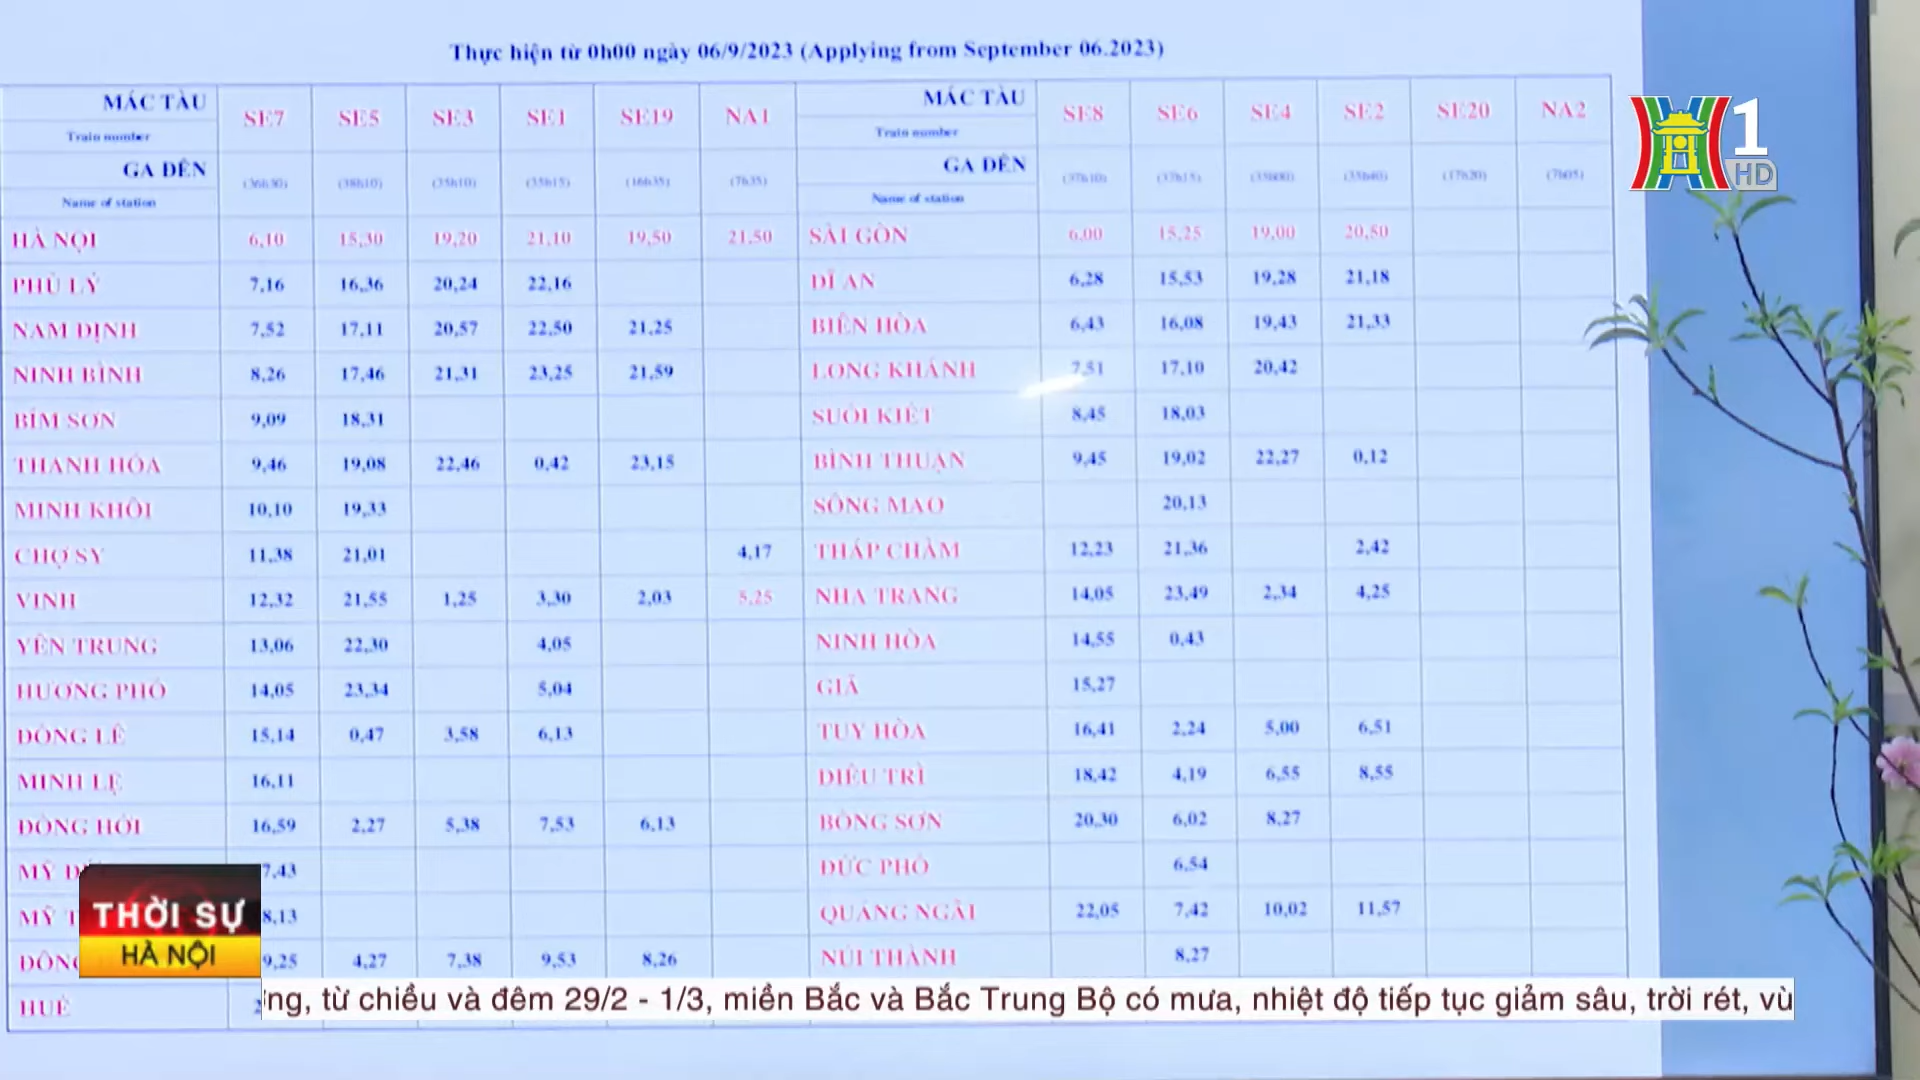 Thực hiện từ 0h00 ngày 06/9/2023 (Applying from September 06.2023)
MÁC TÀU SE7 SE5 SE3 SE1 SE19 NA1 MÁC TÀU SE8 SE6 SE4 SE2 SE20 NA2
Train number Train number
GA ĐẾN (36h30) (38h10) (35h10) (35h15) (16h35) (7h35) GA ĐẾN (37h10) (37h15) (35h40) (17h20) (7h05)
Name of station Name of station
HÀ NỘI 6,10 15,30 19,20 21,10 19,50 21,50 SÀI GÒN 6,00 15,25 19,00 20,50
PHỦ LÝ 7,16 16,36 20,24 22,16 DĨ AN 6,28 15,53 19,28 21,18
NAM ĐỊNH 7,52 17,11 20,57 22,50 21,25 BIÊN HÒA 6,43 16,08 19,43 21,33
NINH BÌNH 8,26 17,46 21,31 23,25 21,59 LONG KHÁNH 7,51 17,10 20,42
BỈM SƠN 9,09 18,31 SUỐI KIẾT 8,45 18,03
THANH HÓA 9,46 19,08 22,46 0,42 23,15 BÌNH THUẬN 9,45 19,02 22,27 0,12
MINH KHÔI 10,10 19,33 SÔNG MAO 20,13
CHỢ SY 11,38 21,01 4,17 THÁP CHÀM 12,23 21,36 2,42
VINH 12,32 21,55 1,25 3,30 2,03 5,25 NHA TRANG 14,05 23,49 2,34 4,25
YÊN TRUNG 13,06 22,30 4,05 NINH HÒA 14,55 0,43
HƯƠNG PHỐ 14,05 23,34 5,04 GIÃ 15,27
ĐỒNG LÊ 15,14 0,47 3,58 6,13 TUY HÒA 16,41 2,24 5,00 6,51
MINH LỆ 16,11 DIÊU TRÌ 18,42 4,19 6,55 8,55
ĐỒNG HỚI 16,59 2,27 5,38 7,53 6,13 BỒNG SƠN 20,30 6,02 8,27
MỸ 7,43 ĐỨC PHỔ 6,54
MỸ 8,13 QUẢNG NGÃI 22,05 7,42 10,02 11,57
ĐÔNG 9,25 4,27 7,38 9,53 8,26 NÚI THÀNH 8,27
HUẾ
1
HD
THỜI SỰ
HÀ NỘI
từ chiều và đêm 29/2 - 1/3, miền Bắc và Bắc Trung Bộ có mưa, nhiệt độ tiếp tục giảm sâu, trời rét,